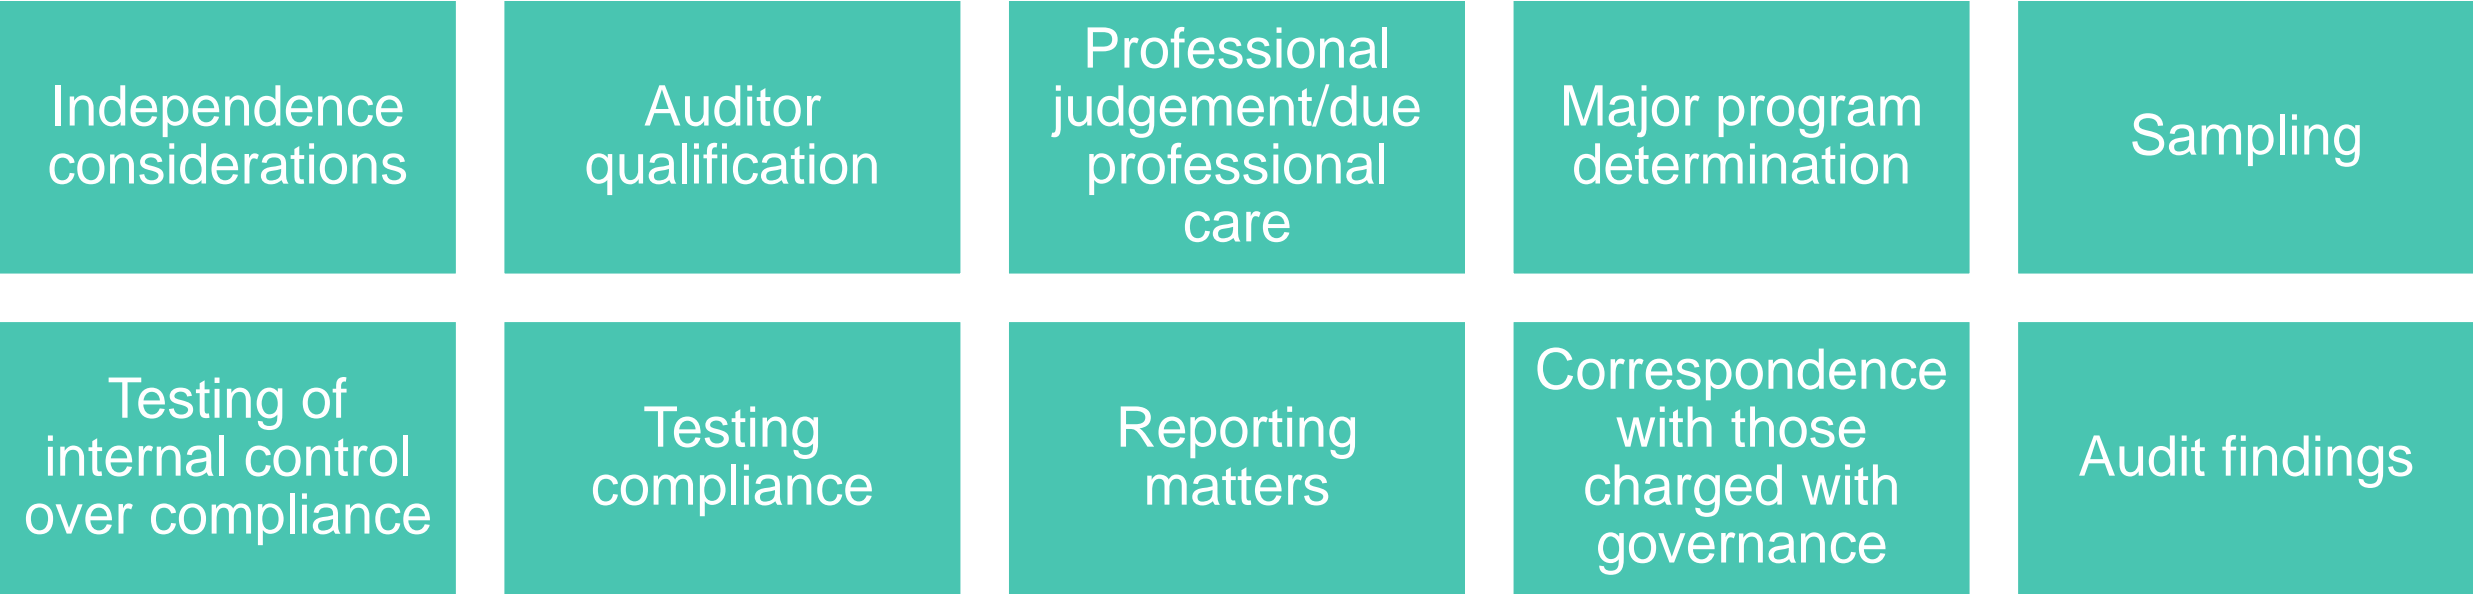 Independence
considerations
Auditor
qualification
Professional
judgement/due
professional
care
Major program
determination
Sampling
Testing of
internal control
over compliance
Testing
compliance
Reporting
matters
Correspondence
with those
charged with
governance
Audit findings